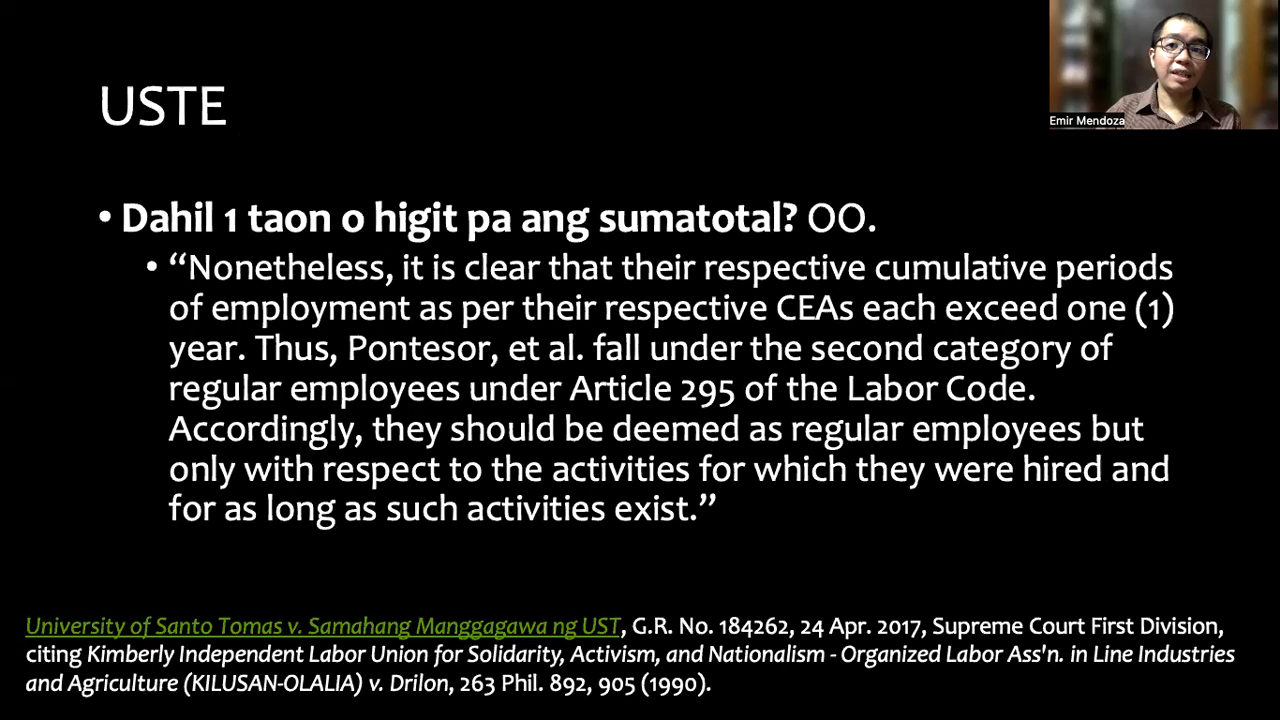 USTE
Emir Mendoza
• Dahil 1 taon o higit pa ang sumatotal? OO.
• “Nonetheless, it is clear that their respective cumulative periods
of employment as per their respective CEAs each exceed one (1)
year. Thus, Pontesor, et al. fall under the second category of
regular employees under Article 295 of the Labor Code.
Accordingly, they should be deemed as regular employees but
only with respect to the activities for which they were hired and
for as long as such activities exist.”
University of Santo Tomas v. Samahang Manggagawa ng UST, G.R. No. 184262, 24 Apr. 2017, Supreme Court First Division,
citing Kimberly Independent Labor Union for Solidarity, Activism, and Nationalism - Organized Labor Ass'n. in Line Industries
and Agriculture (KILUSAN-OLALIA) v. Drilon, 263 Phil. 892, 905 (1990).